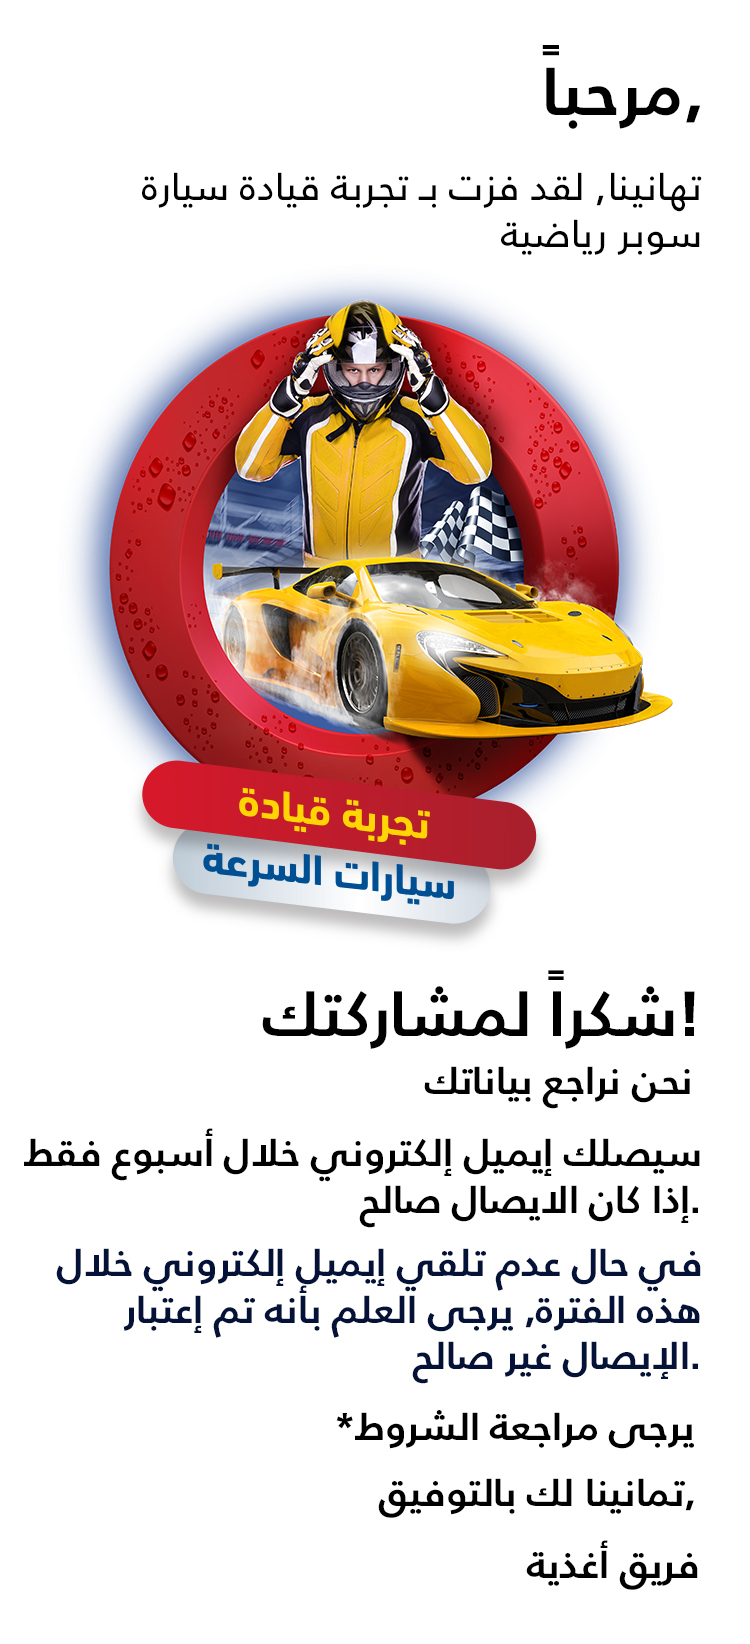 مرحباً,
تهانينا, لقد فزت بـ تجربة قيادة سيارة
سوبر رياضية
تجربة قيادة
سيارات السرعة
شكراً لمشاركتك!
نحن نراجع بياناتك
سيصلك إيميل إلكتروني خلال أسبوع فقط
إذا كان الايصال صالح.
في حال عدم تلقي إيميل إلكتروني خلال
هذه الفترة, يرجى العلم بأنه تم إعتبار
الإيصال غير صالح.
يرجى مراجعة الشروط*
تمانينا لك بالتوفيق,
فريق أغذية